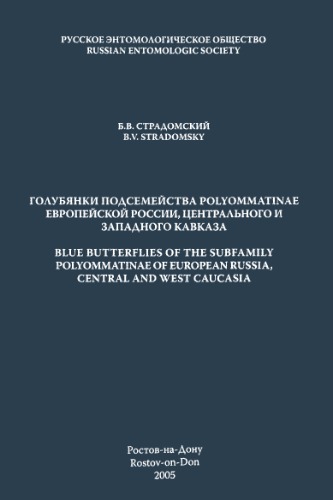 РУССКОЕ ЭНТОМОЛОГИЧЕСКОЕ ОБЩЕСТВО
RUSSIAN ENTOMOLOGIC SOCIETY
Б.В. СТРАДОМСКИЙ
B.V. STRADOMSKY
ГОЛУБЯНКИ ПОДСЕМЕЙСТВА POLYOMMATINAE
ЕВРОПЕЙСКОЙ РОССИИ, ЦЕНТРАЛЬНОГО И
ЗАПАДНОГО КАВКАЗА
BLUE BUTTERFLIES OF THE SUBFAMILY
POLYOMMATINAE OF EUROPEAN RUSSIA,
CENTRAL AND WEST CAUCASIA
Ростов-на-Дону
Rostov-on-Don
2005